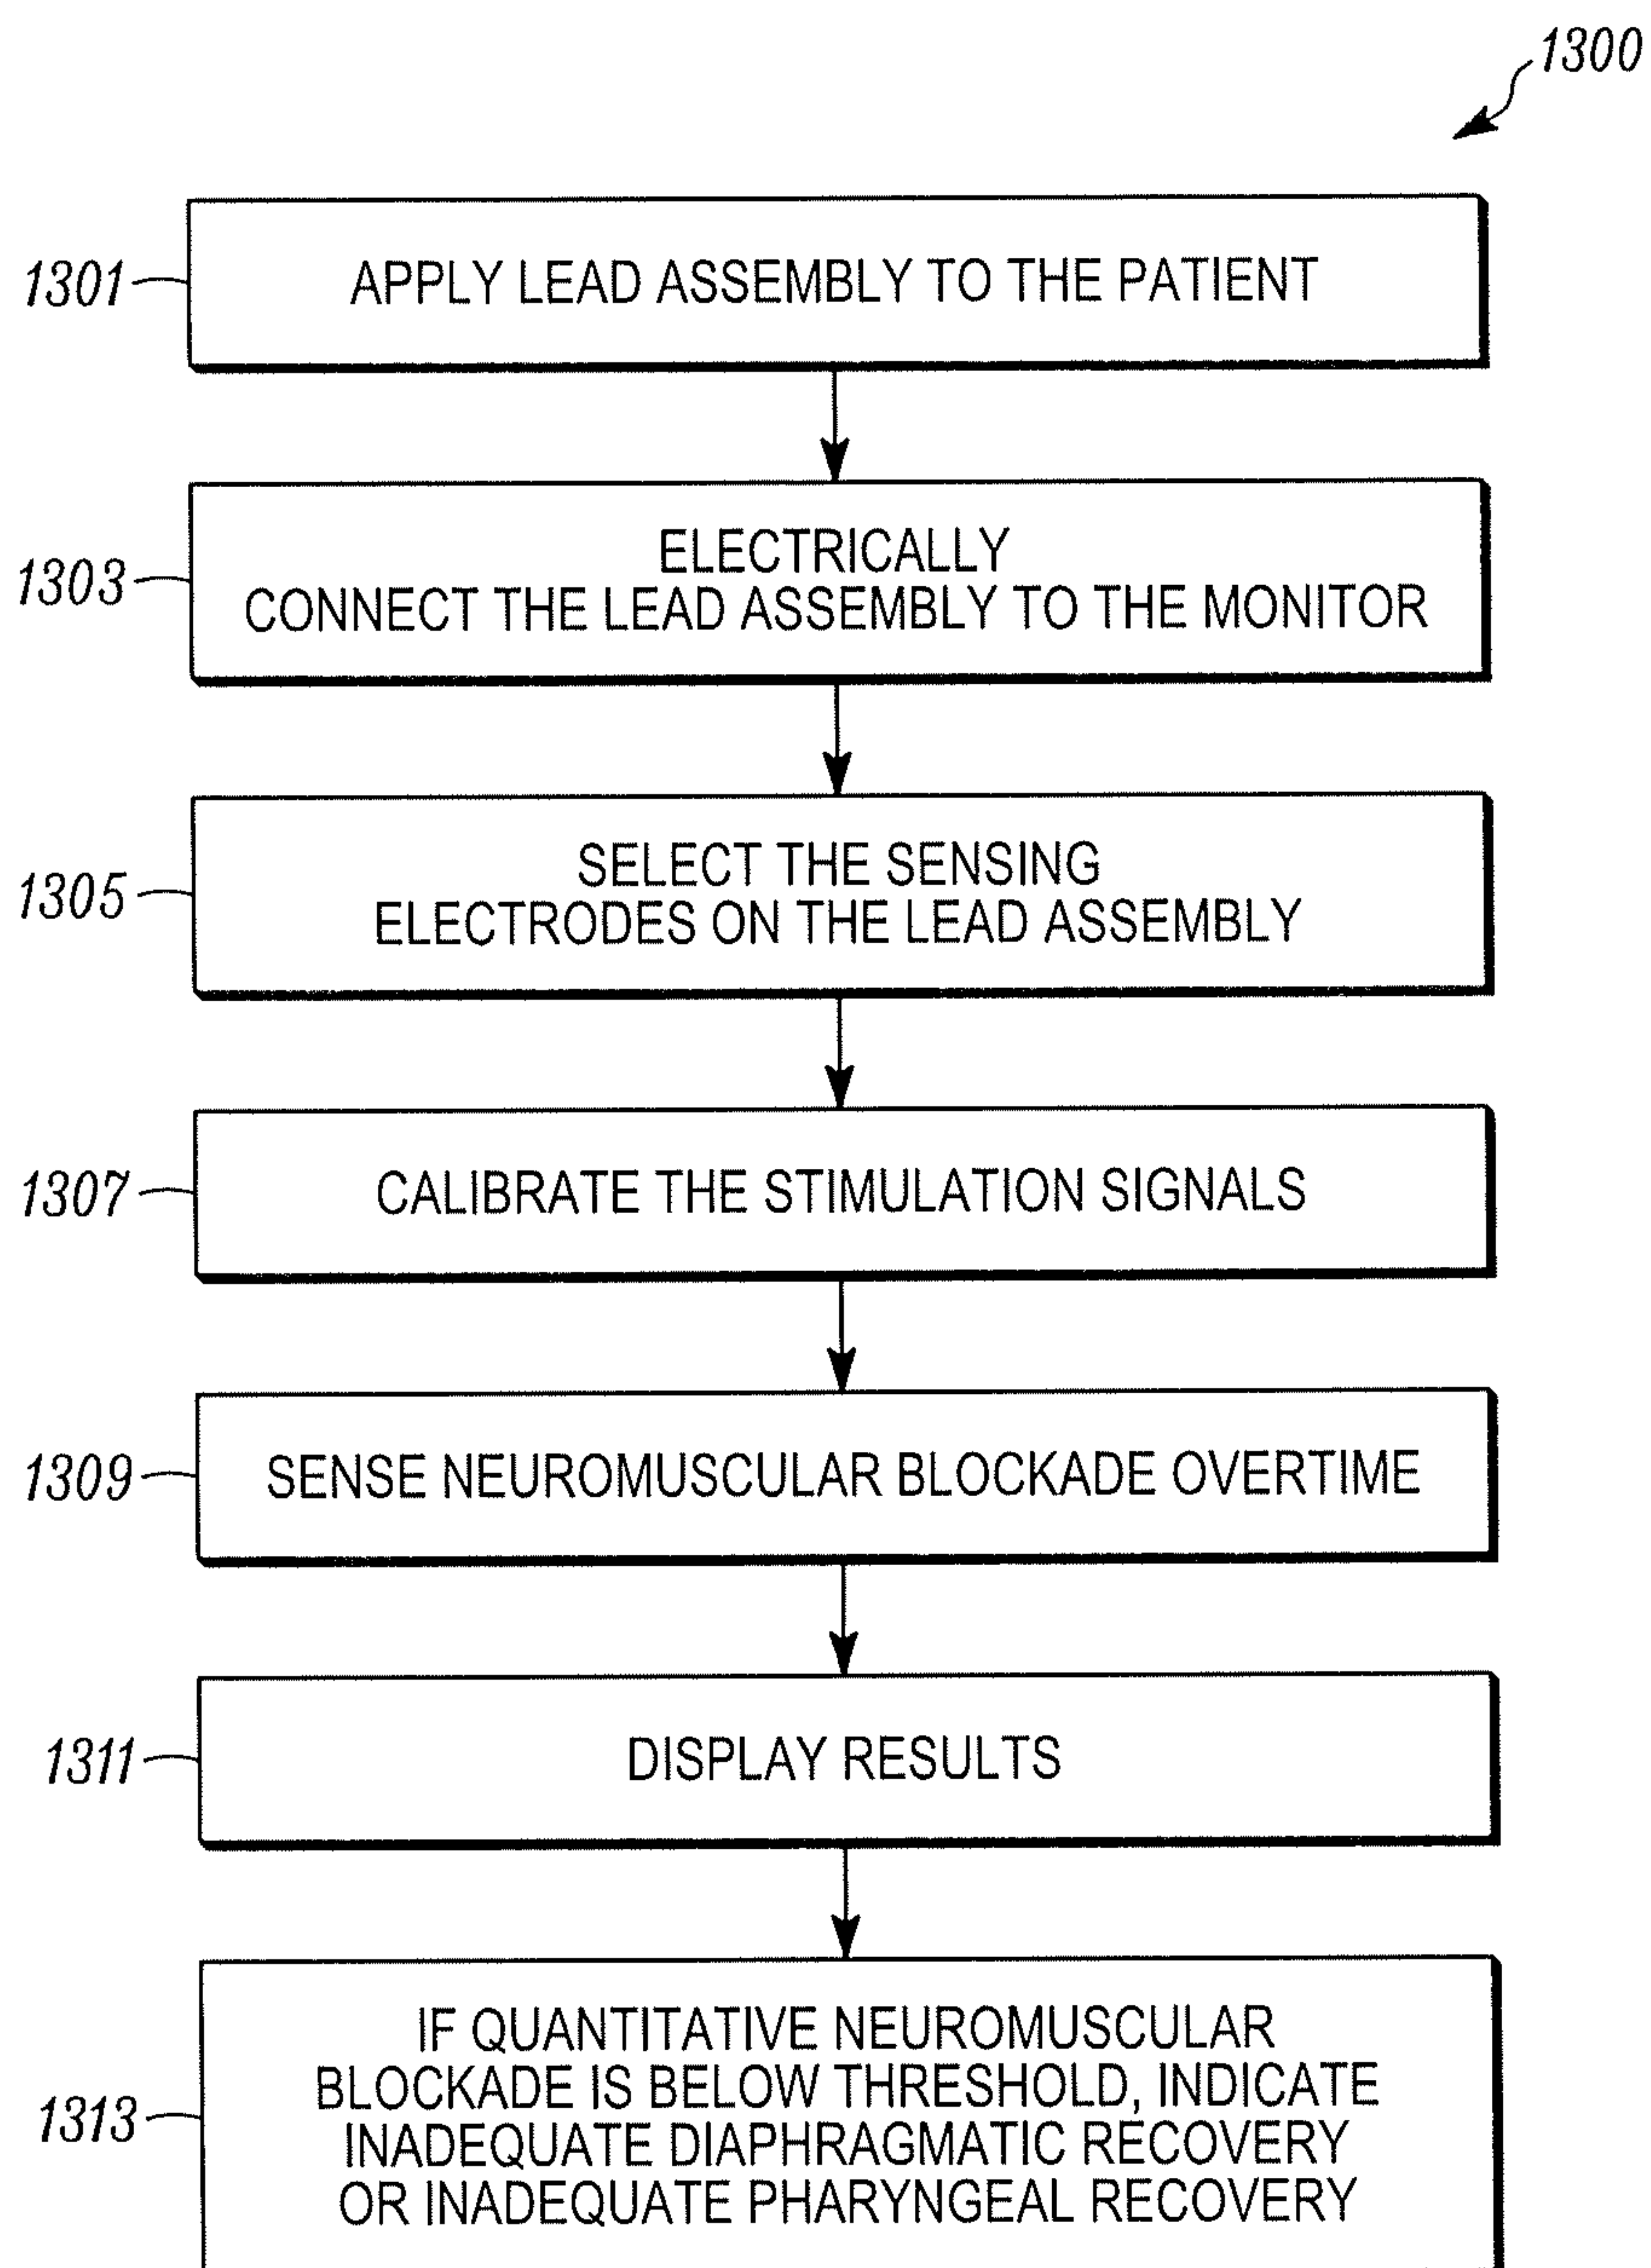 1300
1301
APPLY LEAD ASSEMBLY TO THE PATIENT
1303
ELECTRICALLY
CONNECT THE LEAD ASSEMBLY TO THE MONITOR
1305
SELECT THE SENSING
ELECTRODES ON THE LEAD ASSEMBLY
1307
CALIBRATE THE STIMULATION SIGNALS
1309
SENSE NEUROMUSCULAR BLOCKADE OVERTIME
1311
DISPLAY RESULTS
1313
IF QUANTITATIVE NEUROMUSCULAR
BLOCKADE IS BELOW THRESHOLD, INDICATE
INADEQUATE DIAPHRAGMATIC RECOVERY
OR INADEQUATE PHARYNGEAL RECOVERY